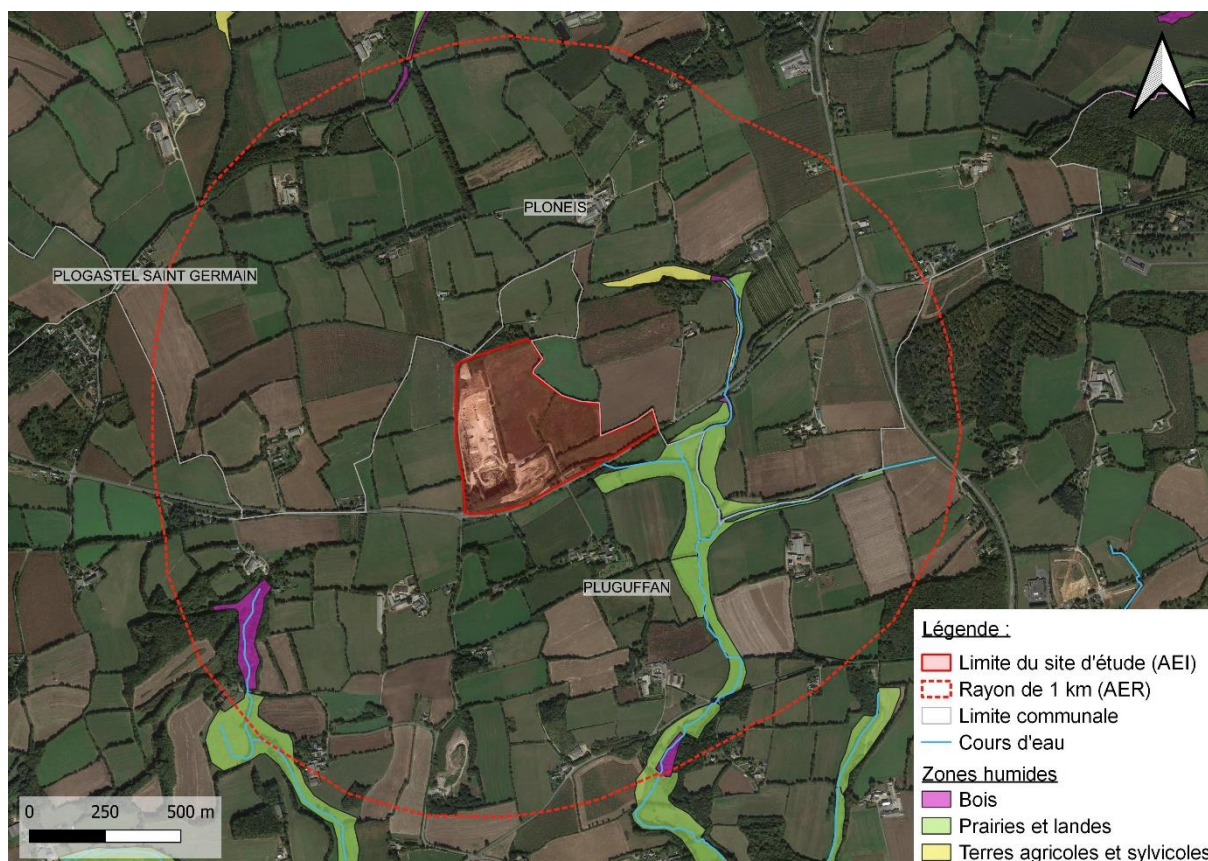 PLONEIS
PLOGASTEL SAINT GERMAIN
PLUGUFFAN
Légende :
Limite du site d'étude (AEI)
Rayon de 1 km (AER)
Limite communale
Cours d'eau
Zones humides
Bois
Prairies et landes
Terres agricoles et sylvicoles
0 250 500 m